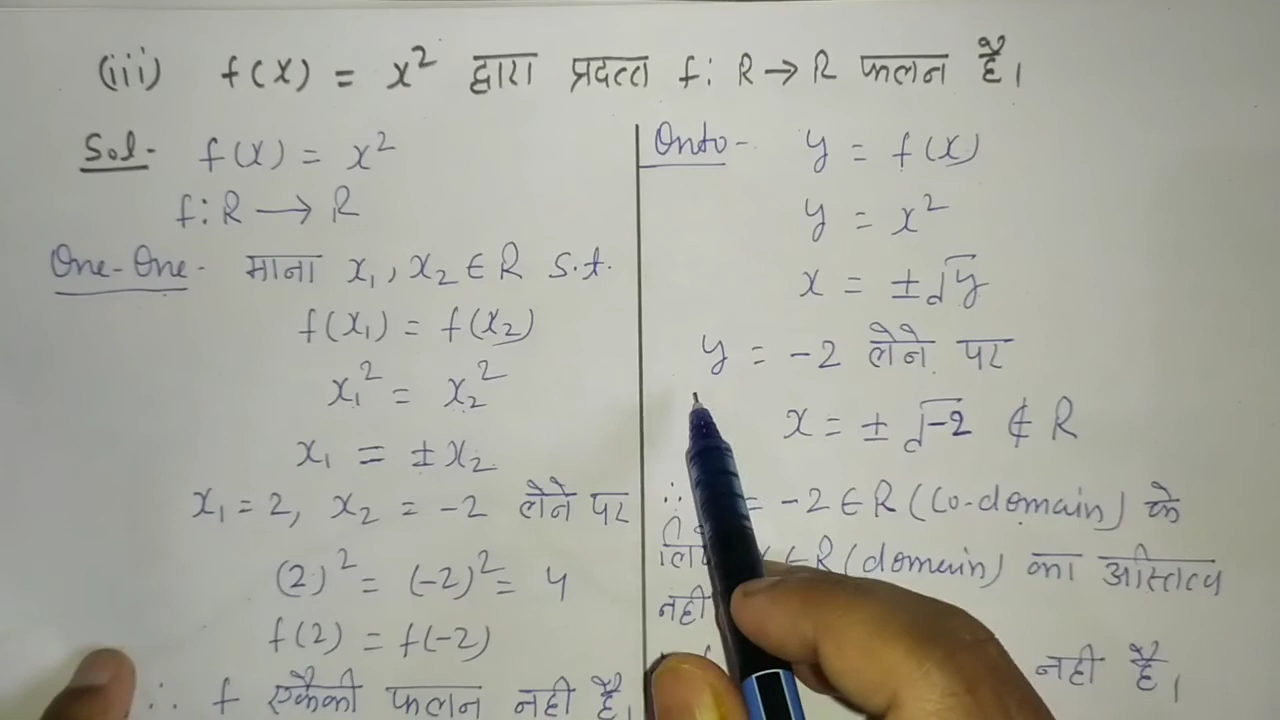 (iii) f(x) = x² द्वारा प्रदत्त f: R → R फलन है।
Sol- f(x) = x²
f: R → R
One-One- माना x₁, x₂ ∈ R s.t.
f(x₁) = f(x₂)
x₁² = x₂²
x₁ = ± x₂
x₁ = 2, x₂ = -2 लेने पर
(2)² = (-2)² = 4
f(2) = f(-2)
∴ f एकैकी फलन नही है।
Onto- y = f(x)
y = x²
x = ±√y
y = -2 लेने पर
x = ± √-2 ∉ R
∴ = -2 ∈ R (Co-domain) के
∈ R (domain) का अस्तित्व
नही
नही है।